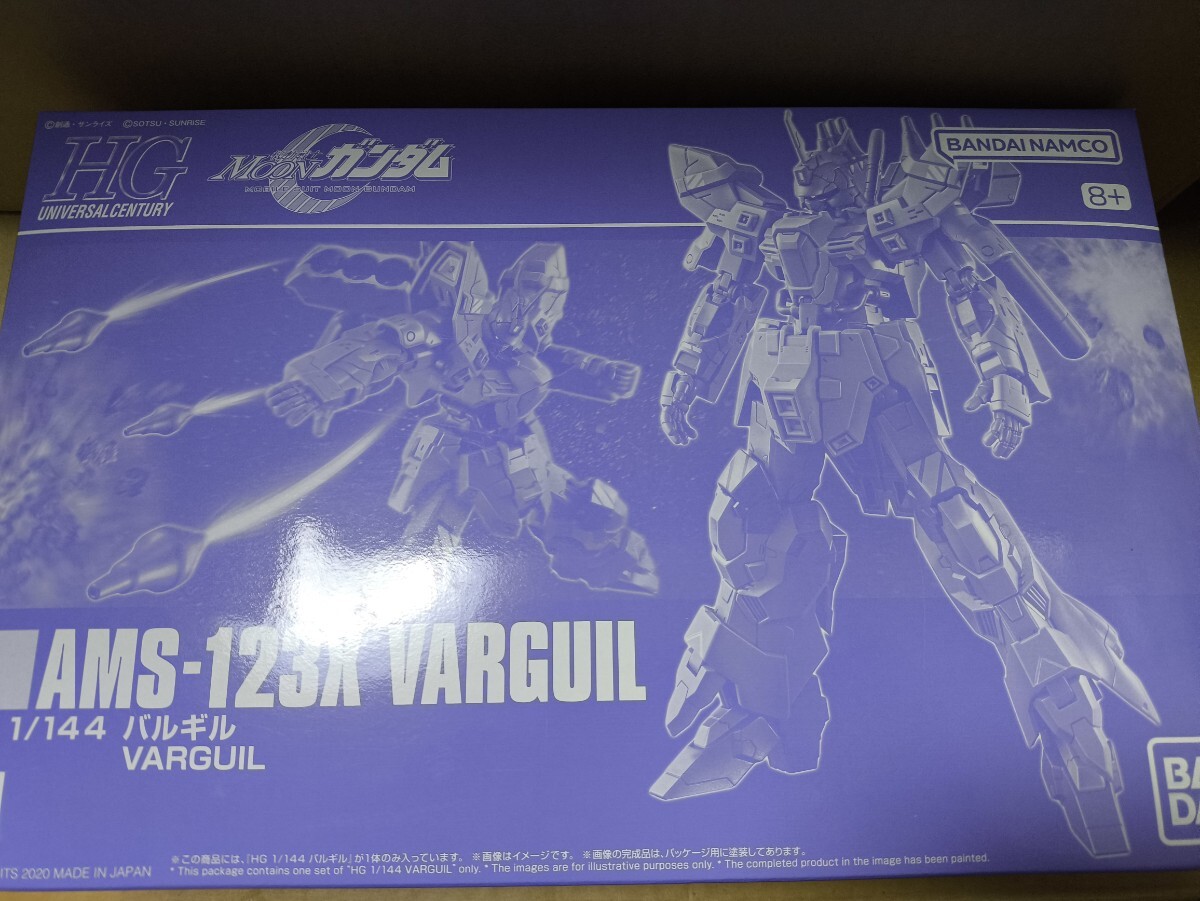 ©創通・サンライズ ©SOTSU・SUNRISE
HG
UNIVERSAL CENTURY
MOONガンダム
MOBILE SUIT MOON GUNDAM
BANDAI NAMCO
8+
AMS-123X VARGUIL
1/144 バルギル
VARGUIL
※この商品には、『HG 1/144 バルギル』が1体のみ入っています。 ※画像はイメージです。 ※画像の完成品は、パッケージ用に塗装してあります。
* This package contains one set of "HG 1/144 VARGUIL" only. * The images are for illustrative purposes only. * The completed product in the image has been painted.
ITS 2020 MADE IN JAPAN